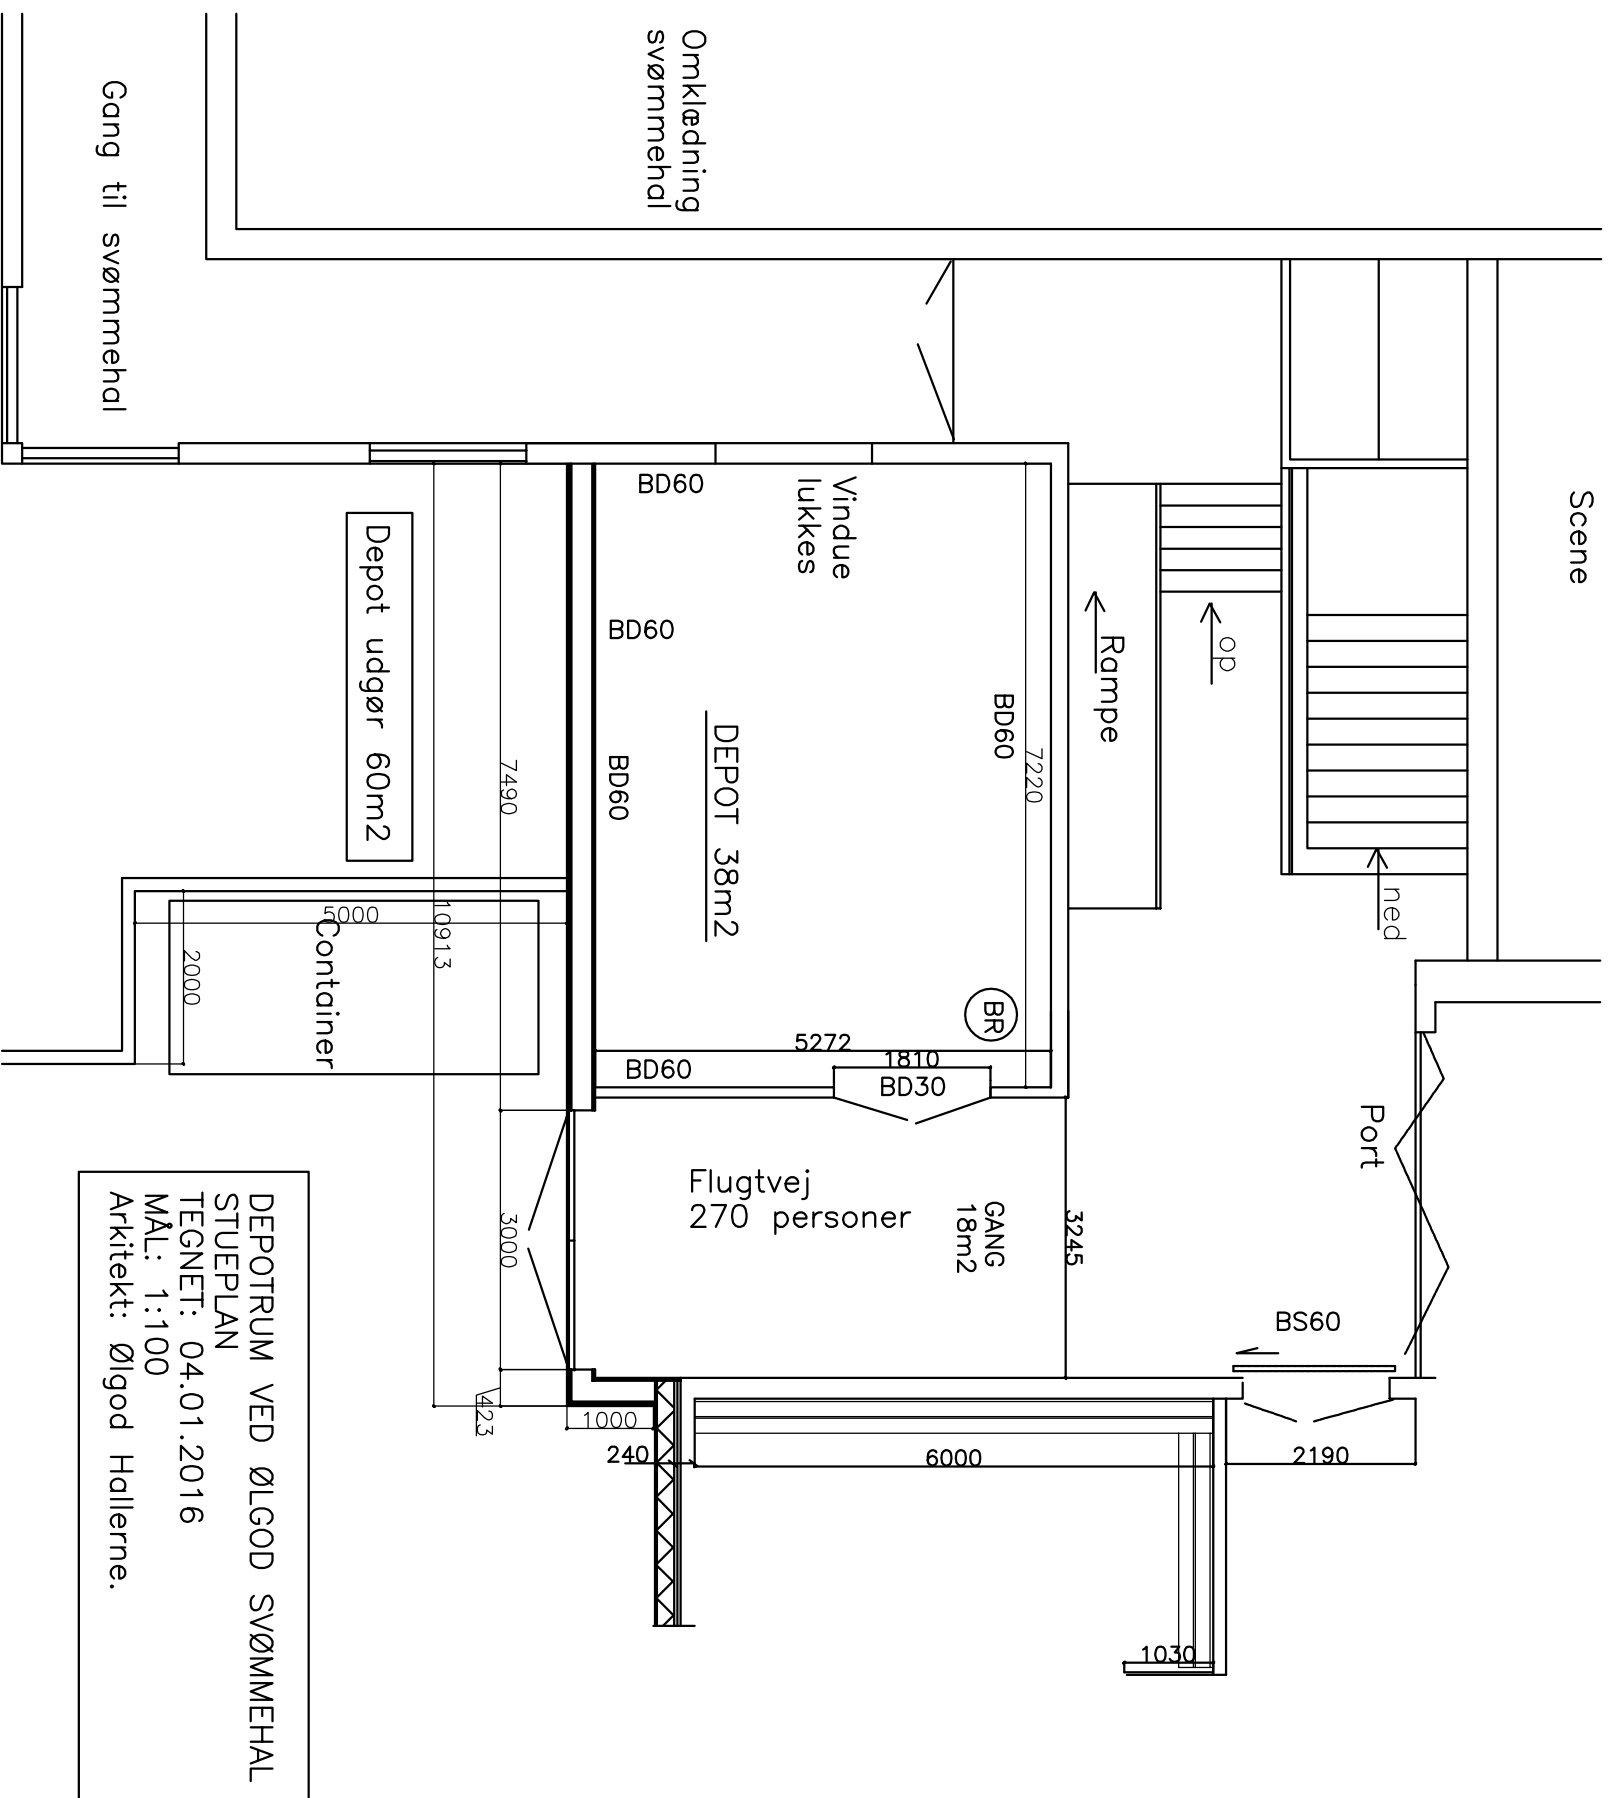 Omklædning
svømmehal
Gang til svømmehal
Scene
BD60
Vindue
lukkes
BD60
op
Rampe
BD60
7220
Depot udgør 60m2
7490
BD60
DEPOT 38m2
ned
5000
10913
Container
2000
BR
5272
1810
BD60
BD30
Port
Flugtvej
270 personer
GANG
18m2
3245
3000
BS60
423
1000
240
6000
2190
1030
DEPOTRUM VED ØLGOD SVØMMEHAL
STUEPLAN
TEGNET: 04.01.2016
MÅL: 1:100
Arkitekt: Ølgod Hallerne.